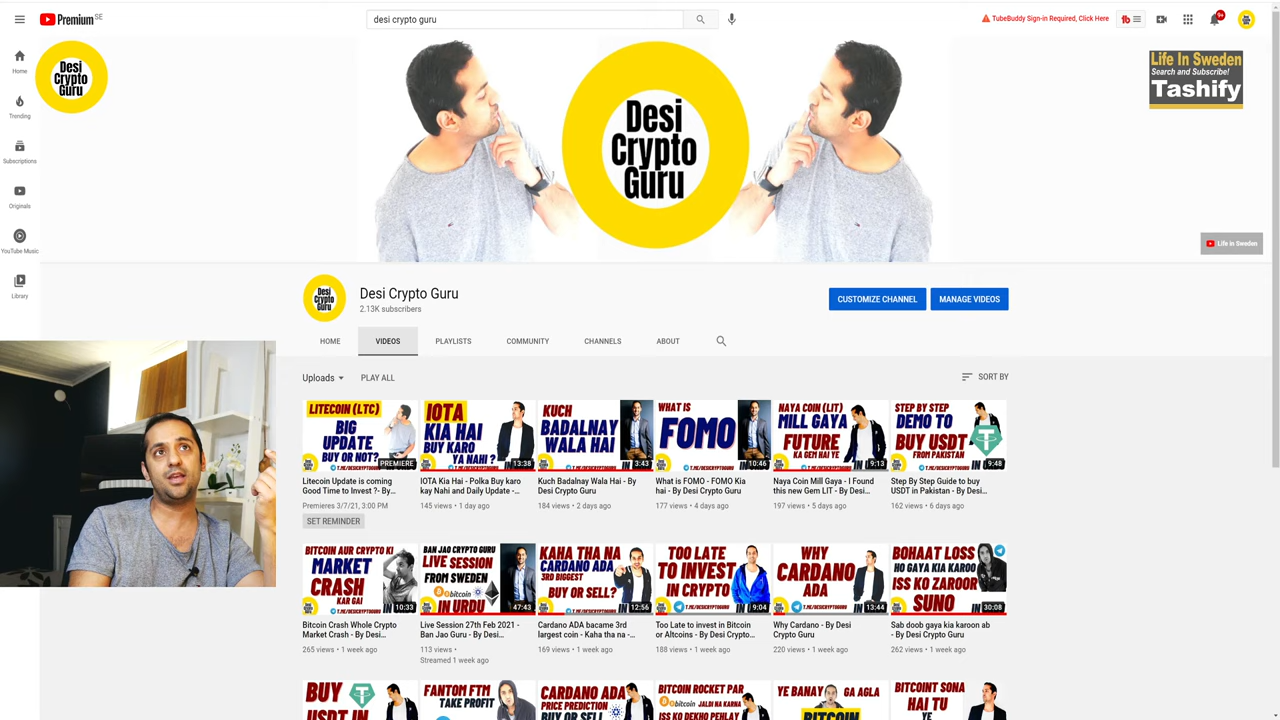 Premium SE
desi crypto guru
TubeBuddy Sign-in Required, Click Here
9+
Home
Trending
Subscriptions
Originals
YouTube Music
Library
Desi
Crypto
Guru
Desi
Crypto
Guru
Life In Sweden
Search and Subscribe!
Tashify
Life in Sweden
Desi
Crypto
Guru
Desi Crypto Guru
2.13K subscribers
CUSTOMIZE CHANNEL
MANAGE VIDEOS
HOME
VIDEOS
PLAYLISTS
COMMUNITY
CHANNELS
ABOUT
Uploads
PLAY ALL
SORT BY
LITECOIN (LTC)
BIG
UPDATE
BUY OR NOT?
PREMIERE
Litecoin Update is coming
Good Time to Invest ?- By...
Premieres 3/7/21, 3:00 PM
SET REMINDER
IOTA
KIA HAI
BUY KARO
YA NAHI ?
13:38
IOTA Kia Hai - Polka Buy karo
kay Nahi and Daily Update -...
145 views • 1 day ago
KUCH
BADALNAY
WALA HAI
3:43
Kuch Badalnay Wala Hai - By
Desi Crypto Guru
184 views • 2 days ago
WHAT IS
FOMO
10:46
What is FOMO - FOMO Kia
hai - By Desi Crypto Guru
177 views • 4 days ago
NAYA COIN (LIT)
MILL GAYA
FUTURE
KA GEM HAI YE
9:13
Naya Coin Mill Gaya - I Found
this new Gem LIT - By Desi...
197 views • 5 days ago
STEP BY STEP
DEMO TO
BUY USDT
FROM PAKISTAN
9:48
Step By Step Guide to buy
USDT in Pakistan - By Desi...
162 views • 6 days ago
BITCOIN AUR CRYPTO KI
MARKET
CRASH
KAR GAI
10:33
Bitcoin Crash Whole Crypto
Market Crash - By Desi...
265 views • 1 week ago
BAN JAO CRYPTO GURU
LIVE SESSION
FROM SWEDEN
bitcoin
IN URDU
47:43
Live Session 27th Feb 2021 -
Ban Jao Guru - By Desi...
113 views •
Streamed 1 week ago
KAHA THA NA
CARDANO ADA
3RD BIGGEST
BUY OR SELL?
12:56
Cardano ADA bacame 3rd
largest coin - Kaha tha na -...
169 views • 1 week ago
TOO LATE
TO INVEST
IN CRYPTO
9:04
Too Late to invest in Bitcoin
or Altcoins - By Desi Crypto...
188 views • 1 week ago
WHY
CARDANO
ADA
13:44
Why Cardano - By Desi
Crypto Guru
220 views • 1 week ago
BOHAAT LOSS
HO GAYA KIA KAROO
ISS KO ZAROOR
SUNO
30:08
Sab doob gaya kia karoon ab
- By Desi Crypto Guru
262 views • 1 week ago
BUY
USDT IN
FANTOM FTM
TAKE PROFIT
CARDANO ADA
PRICE PREDICTION
BUY OR SELL
BITCOIN ROCKET PAR
bitcoin JALDI NA KARNA
ISS KO DEKHO PEHLAY
YE BANAY GA AGLA
BITCOIN
BITCOINT SONA
HAI TU
YE